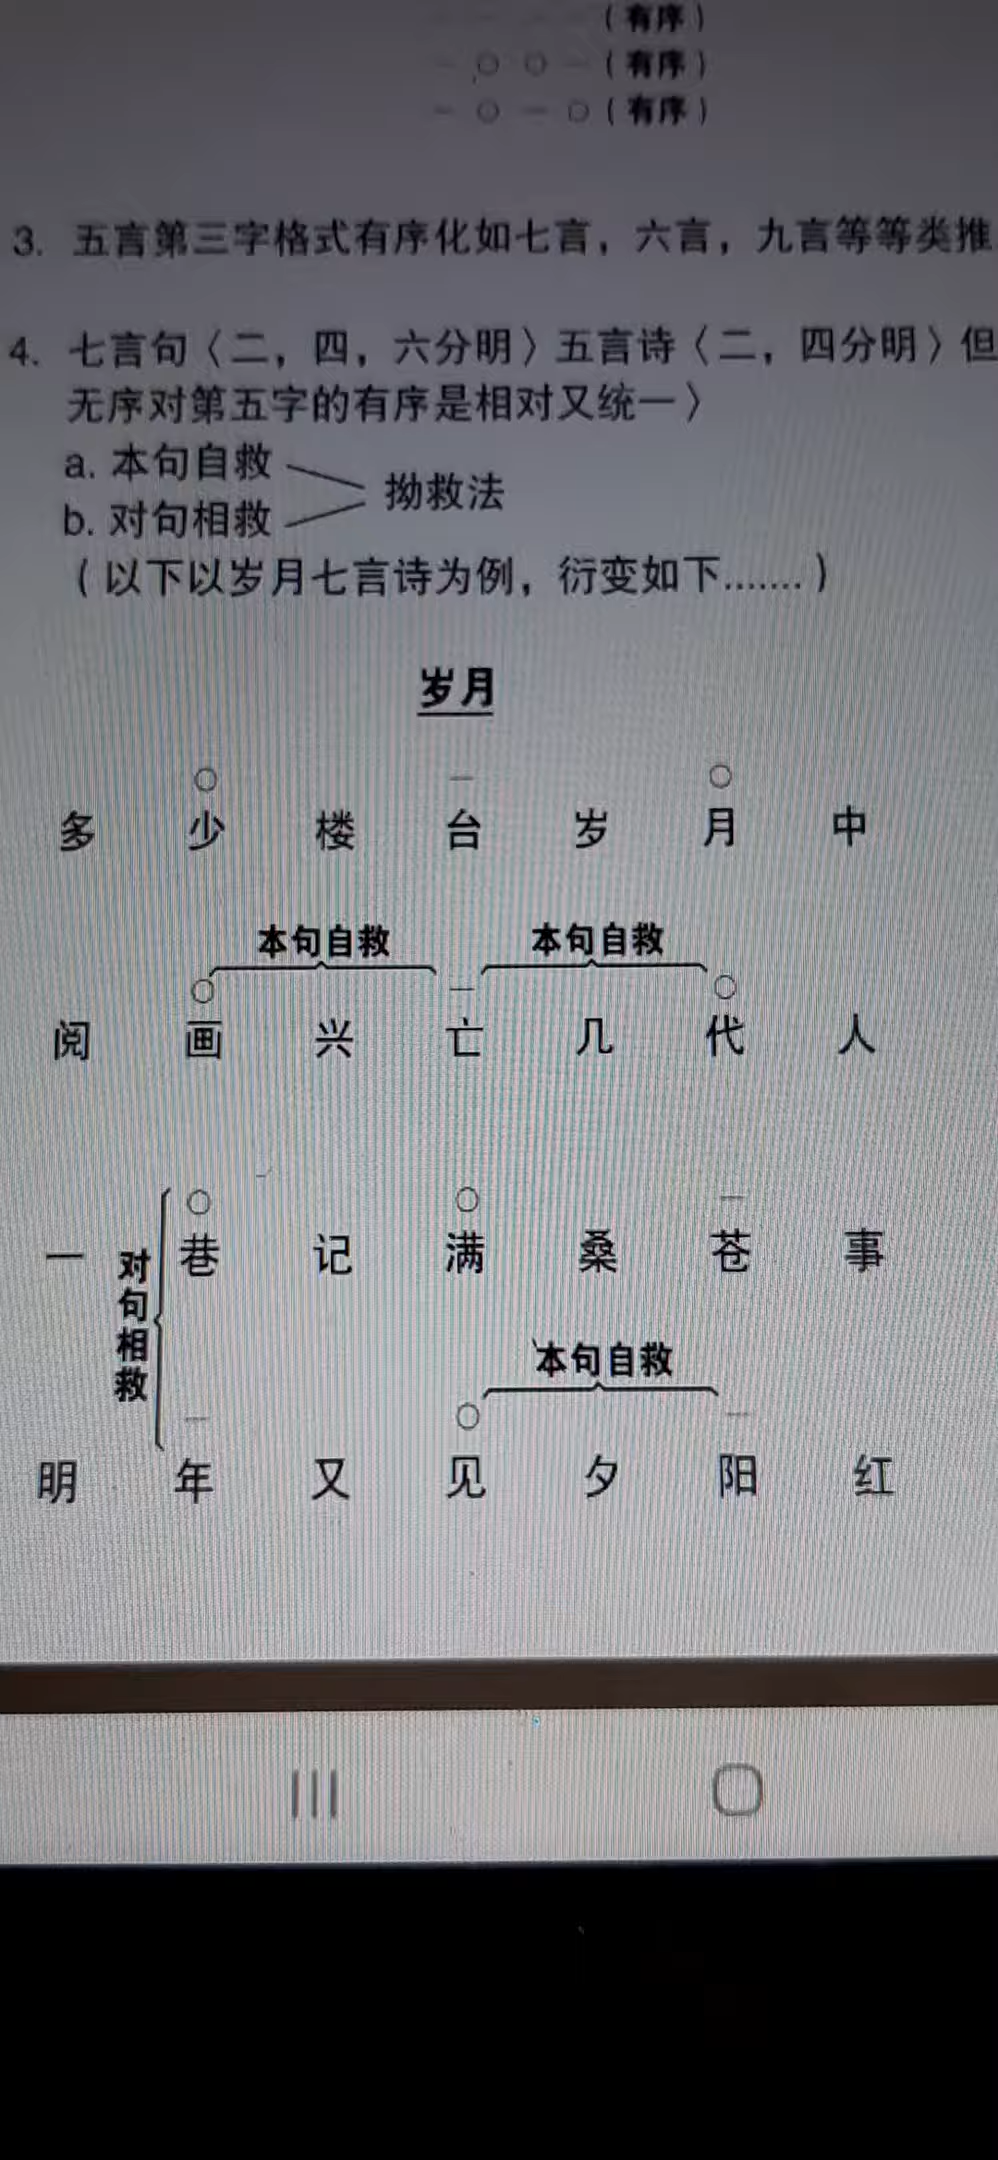 －－－－（有序）
－○○－（有序）
－○－○（有序）
3. 五言第三字格式有序化如七言，六言，九言等等类推
4. 七言句〈二，四，六分明〉五言诗〈二，四分明〉但
无序对第五字的有序是相对又统一〉
a. 本句自救
b. 对句相救
拗救法
（以下以岁月七言诗为例，衍变如下.......）
岁月
○ － ○
多少楼台岁月中
本句自救 本句自救
○ － ○
阅画兴亡几代人
○ ○ －
一巷记满桑苍事
对句相救
本句自救
－ ○ －
明年又见夕阳红